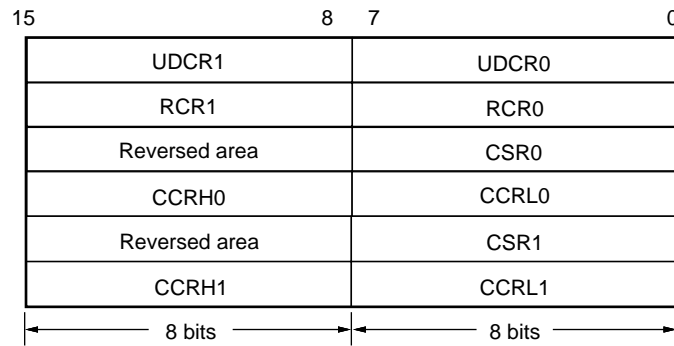 15 8 7 0
UDCR1 UDCR0
RCR1 RCR0
Reversed area CSR0
CCRH0 CCRL0
Reversed area CSR1
CCRH1 CCRL1
8 bits 8 bits